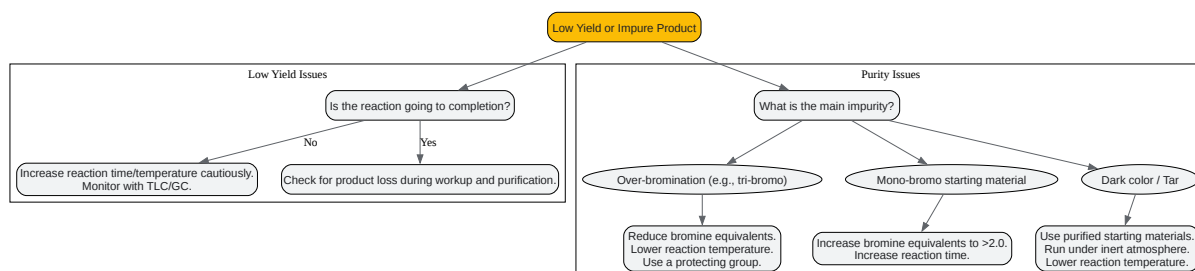 Low Yield or Impure Product
Low Yield Issues
Is the reaction going to completion?
No
Yes
Increase reaction time/temperature cautiously.
Monitor with TLC/GC.
Check for product loss during workup and purification.
Purity Issues
What is the main impurity?
Over-bromination (e.g., tri-bromo)
Mono-bromo starting material
Dark color / Tar
Reduce bromine equivalents.
Lower reaction temperature.
Use a protecting group.
Increase bromine equivalents to >2.0.
Increase reaction time.
Use purified starting materials.
Run under inert atmosphere.
Lower reaction temperature.